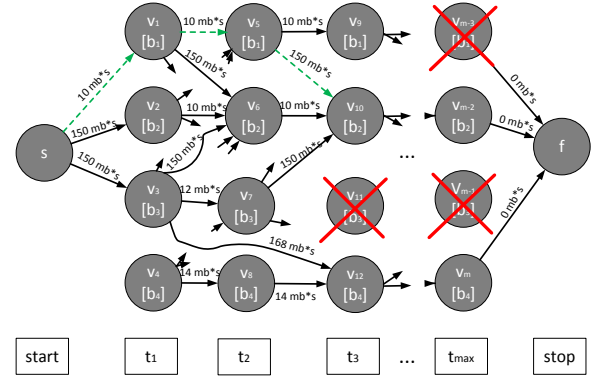 v1
[b1]
10 mb*s
v5
[b1]
10 mb*s
v9
[b1]
vm-3
[b1]
10 mb*s
150 mb*s
150 mb*s
0 mb*s
v2
[b2]
10 mb*s
v6
[b2]
10 mb*s
v10
[b2]
vm-2
[b2]
0 mb*s
s
150 mb*s
150 mb*s
150 mb*s
150 mb*s
...
f
v3
[b3]
12 mb*s
v7
[b3]
v11
[b3]
vm-1
[b3]
0 mb*s
168 mb*s
v4
[b4]
14 mb*s
v8
[b4]
14 mb*s
v12
[b4]
vm
[b4]
start
t1
t2
t3
...
tmax
stop